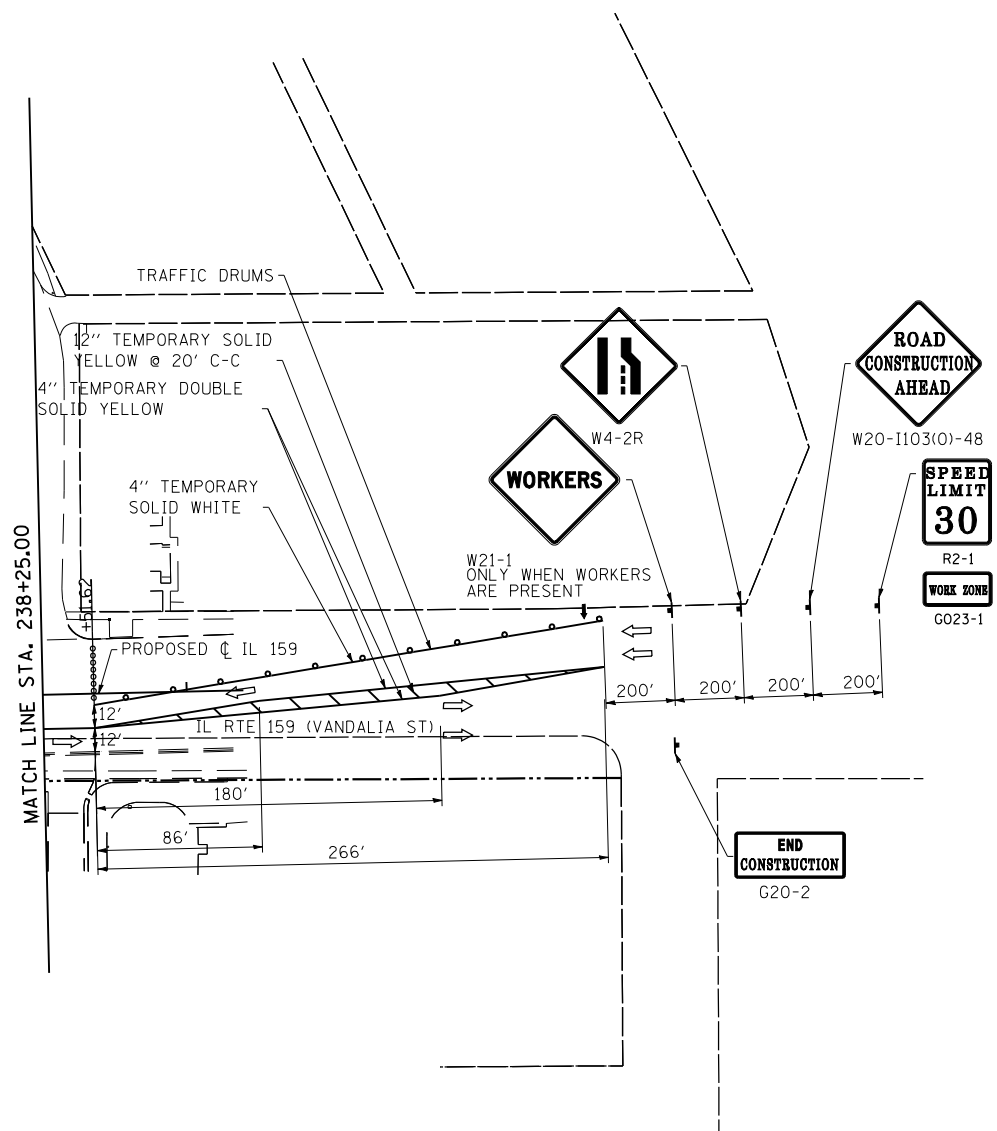 TRAFFIC DRUMS
12'' TEMPORARY SOLID
YELLOW @ 20' C-C
4'' TEMPORARY DOUBLE
SOLID YELLOW
4'' TEMPORARY
SOLID WHITE
W4-2R
ROAD
CONSTRUCTION
AHEAD
W20-I103(O)-48
WORKERS
W21-1
ONLY WHEN WORKERS
ARE PRESENT
SPEED
LIMIT
30
R2-1
WORK ZONE
G023-1
MATCH LINE STA. 238+25.00
+51.62
PROPOSED ℄ IL 159
200'
200'
200'
200'
12'
12'
IL RTE 159 (VANDALIA ST)
180'
86'
266'
END
CONSTRUCTION
G20-2